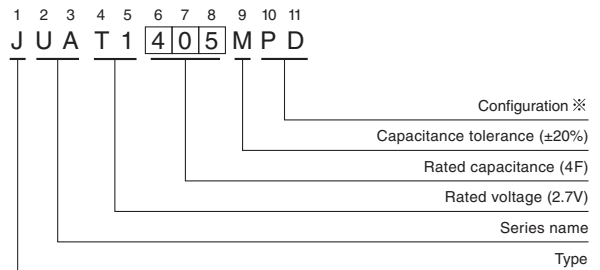 1 2 3 4 5 6 7 8 9 10 11
J U A T 1 4 0 5 M P D
Configuration ※
Capacitance tolerance (±20%)
Rated capacitance (4F)
Rated voltage (2.7V)
Series name
Type